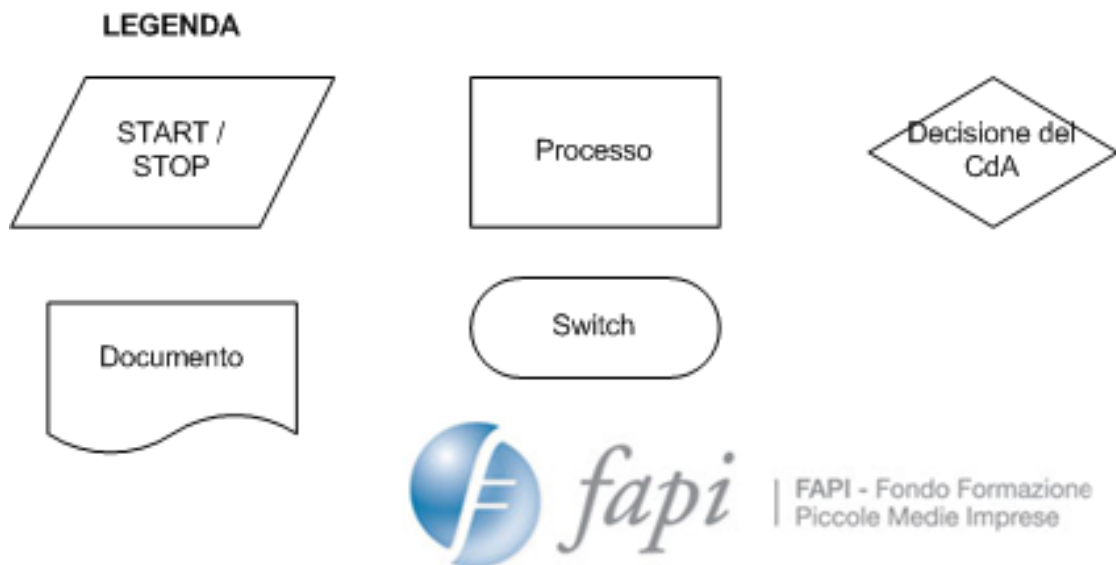 LEGENDA
START /
STOP
Processo
Decisione del
CdA
Documento
Switch
fapi
FAPI - Fondo Formazione
Piccole Medie Imprese